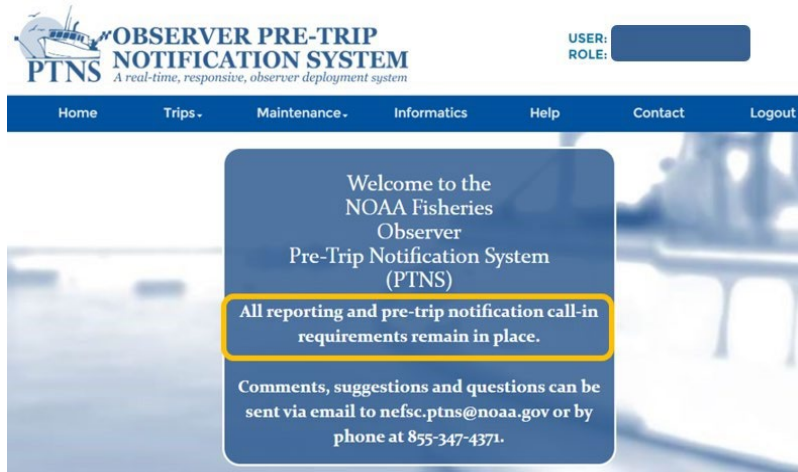 OBSERVER PRE-TRIP
NOTIFICATION SYSTEM
PTNS
A real-time, responsive, observer deployment system
USER:
ROLE:
Home Trips Maintenance Informatics Help Contact Logout
Welcome to the
NOAA Fisheries
Observer
Pre-Trip Notification System
(PTNS)
All reporting and pre-trip notification call-in
requirements remain in place.
Comments, suggestions and questions can be
sent via email to nefsc.ptns@noaa.gov or by
phone at 855-347-4371.